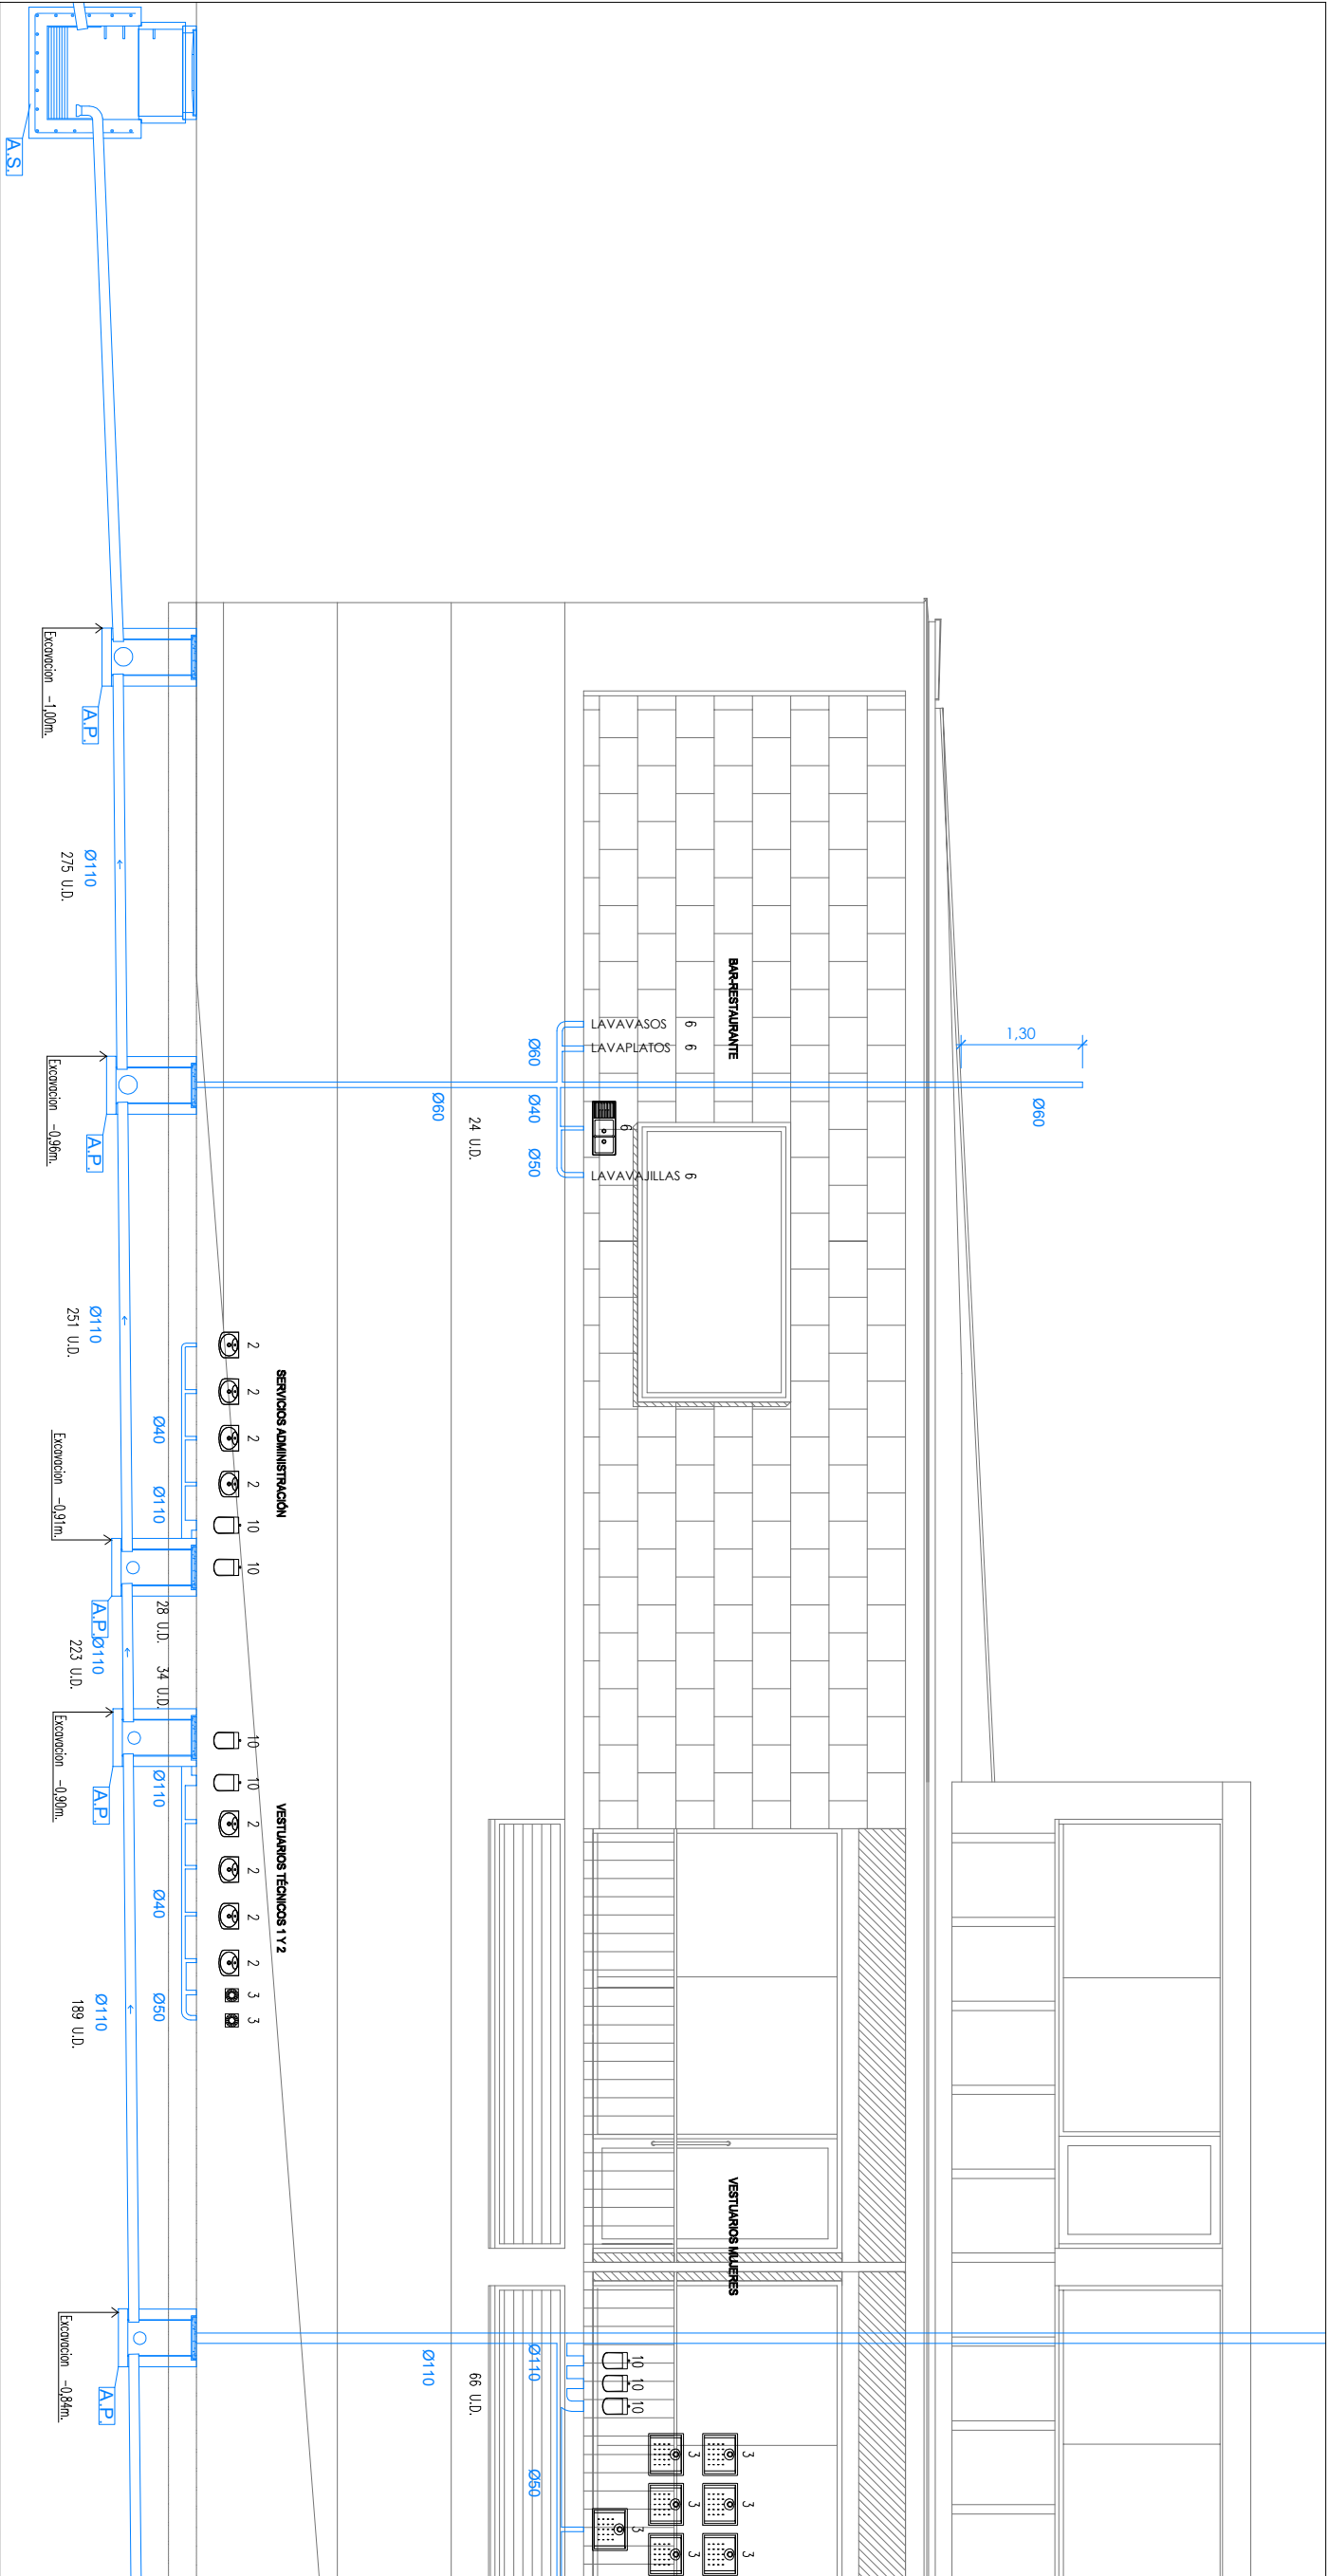 A.S.
Excavacion -1,00m.
A.P.
Ø110
275 U.D.
Excavacion -0,96m.
A.P.
Ø110
251 U.D.
Excavacion -0,91m.
A.P.
Ø110
223 U.D.
Excavacion -0,90m.
A.P.
Ø110
189 U.D.
Excavacion -0,84m.
A.P.
1,30
Ø60
BAR-RESTAURANTE
LAVAVASOS 6
LAVAPLATOS 6
6
LAVAVAJILLAS 6
Ø60 Ø40 Ø50
24 U.D.
Ø60
SERVICIOS ADMINISTRACIÓN
2 2 2 2 10 10
Ø40 Ø110
28 U.D. 34 U.D.
VESTUARIOS TÉCNICOS 1 Y 2
10 10 2 2 2 2 3 3
Ø110 Ø40 Ø50
VESTUARIOS MUJERES
10 10 10
3 3 3
3 3 3
3
Ø110 Ø50
66 U.D.
Ø110